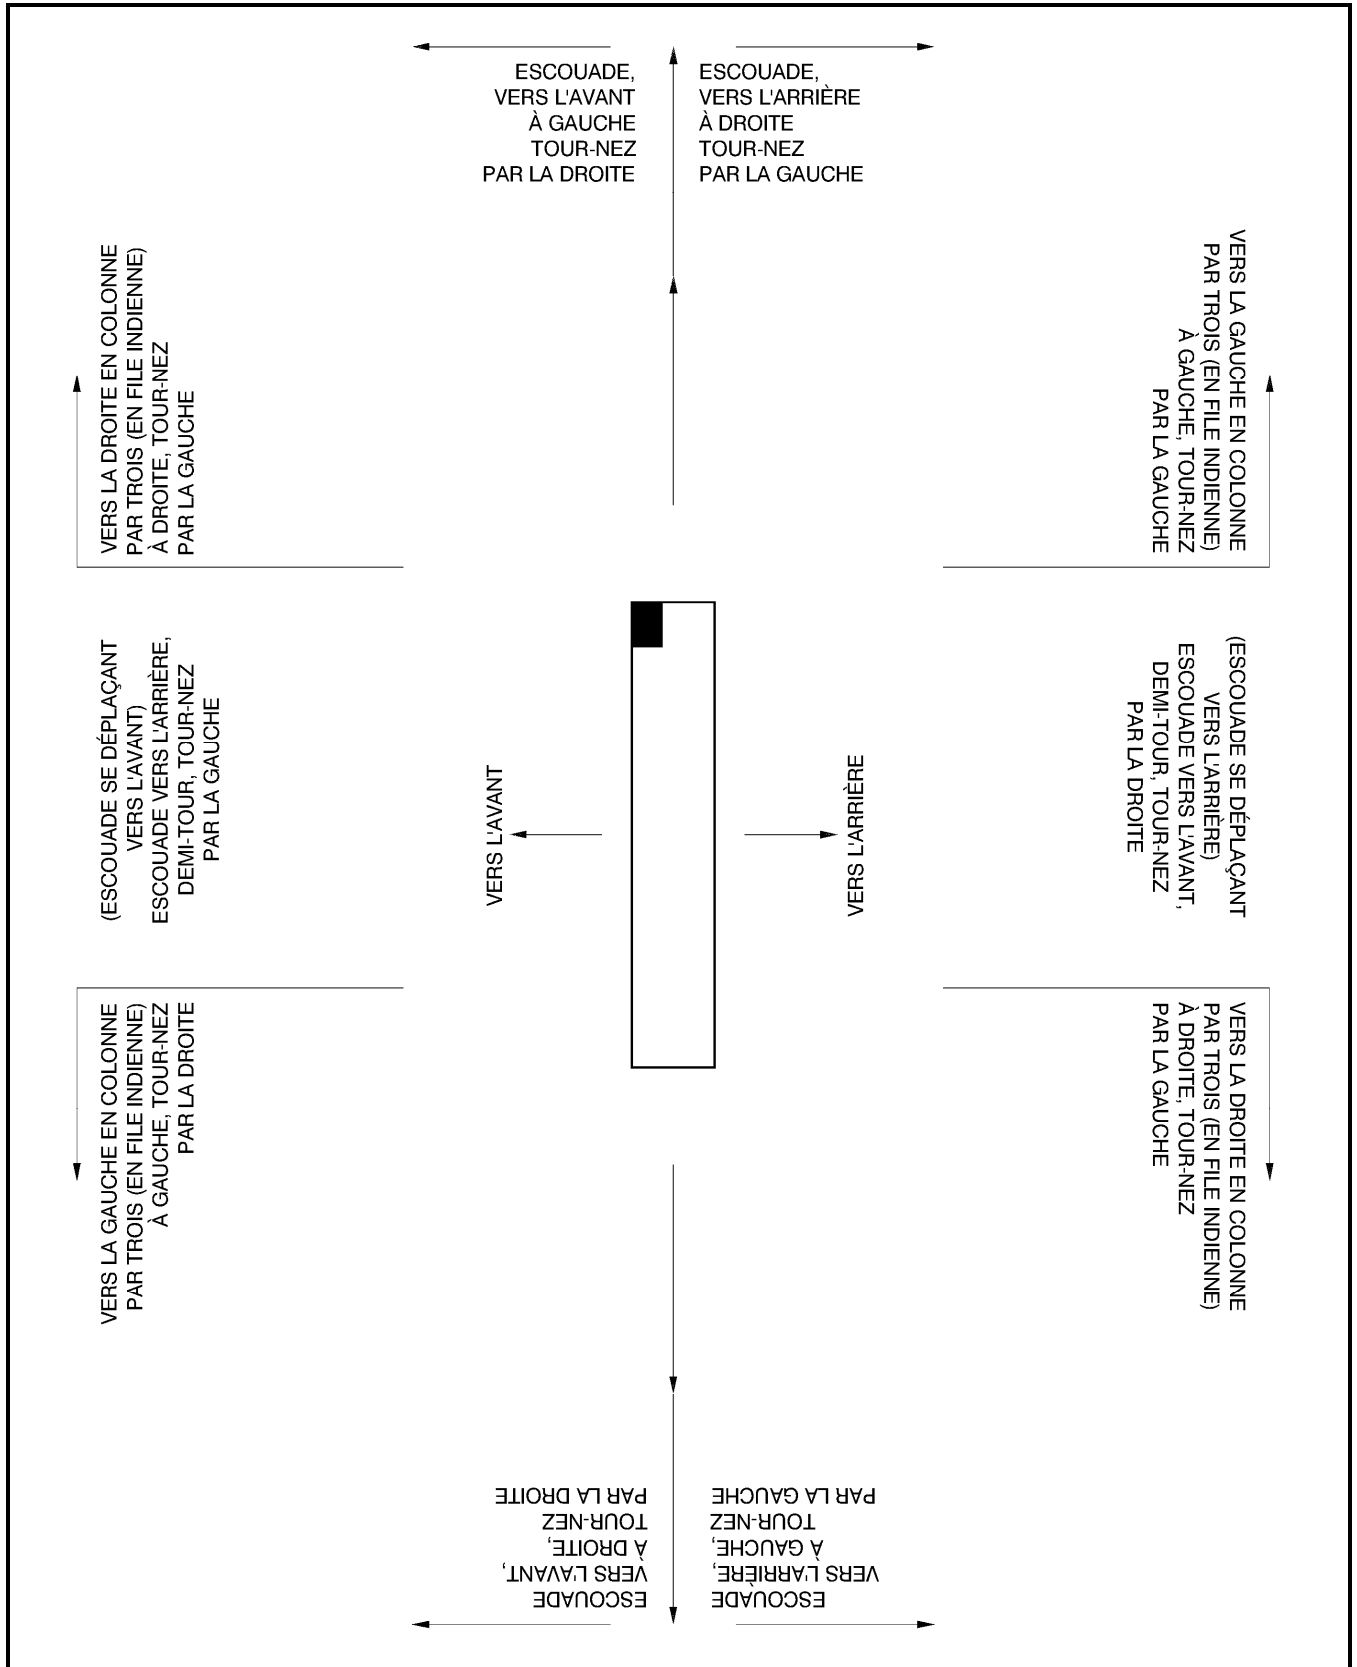 ESCOUADE,
VERS L'AVANT
À GAUCHE
TOUR-NEZ
PAR LA DROITE
ESCOUADE,
VERS L'ARRIÈRE
À DROITE
TOUR-NEZ
PAR LA GAUCHE
VERS LA DROITE EN COLONNE
PAR TROIS (EN FILE INDIENNE)
À DROITE, TOUR-NEZ
PAR LA GAUCHE
VERS LA GAUCHE EN COLONNE
PAR TROIS (EN FILE INDIENNE)
À GAUCHE, TOUR-NEZ
PAR LA GAUCHE
(ESCOUADE SE DÉPLAÇANT
VERS L'AVANT)
ESCOUADE VERS L'ARRIÈRE,
DEMI-TOUR, TOUR-NEZ
PAR LA GAUCHE
VERS L'AVANT
VERS L'ARRIÈRE
(ESCOUADE SE DÉPLAÇANT
VERS L'ARRIÈRE)
ESCOUADE VERS L'AVANT,
DEMI-TOUR, TOUR-NEZ
PAR LA DROITE
VERS LA GAUCHE EN COLONNE
PAR TROIS (EN FILE INDIENNE)
À GAUCHE, TOUR-NEZ
PAR LA DROITE
VERS LA DROITE EN COLONNE
PAR TROIS (EN FILE INDIENNE)
À DROITE, TOUR-NEZ
PAR LA GAUCHE
ESCOUADE
VERS L'AVANT,
À DROITE,
TOUR-NEZ
PAR LA DROITE
ESCOUADE
VERS L'ARRIÈRE,
À GAUCHE,
TOUR-NEZ
PAR LA GAUCHE